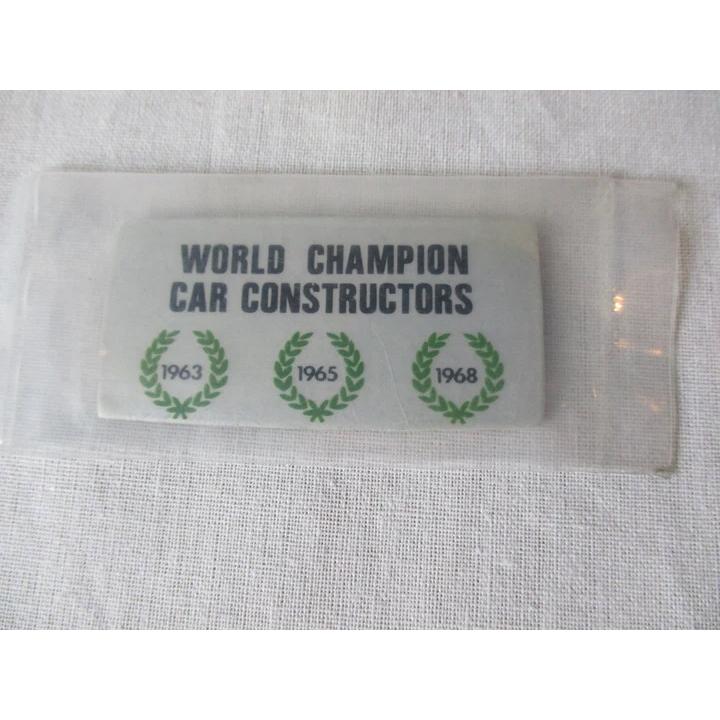 WORLD CHAMPION
CAR CONSTRUCTORS
1963 1965 1968